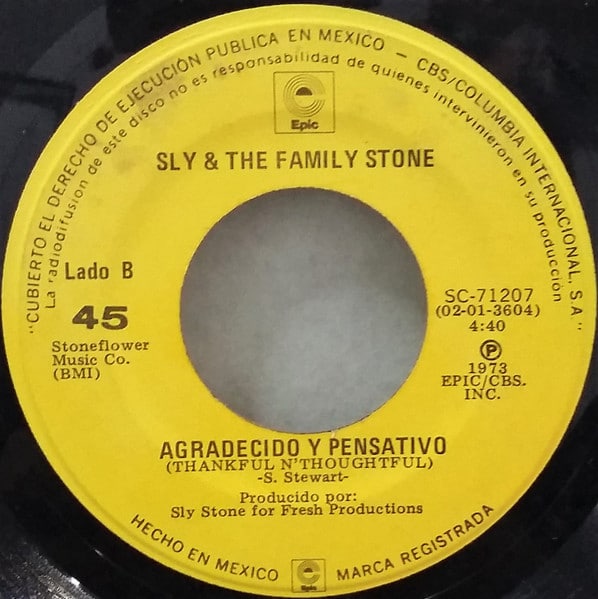 "CUBIERTO EL DERECHO DE EJECUCIÓN PUBLICA EN MEXICO - CBS/COLUMBIA INTERNACIONAL, S.A."
La radiodifusion de este disco no es responsabilidad de quienes intervinieron en su producción
Epic
SLY & THE FAMILY STONE
Lado B
45
Stoneflower
Music Co.
(BMI)
SC-71207
(02-01-3604)
4:40
℗
1973
EPIC/CBS.
INC.
AGRADECIDO Y PENSATIVO
(THANKFUL N'THOUGHTFUL)
-S. Stewart-
Producido por:
Sly Stone for Fresh Productions
HECHO EN MEXICO
Epic
MARCA REGISTRADA